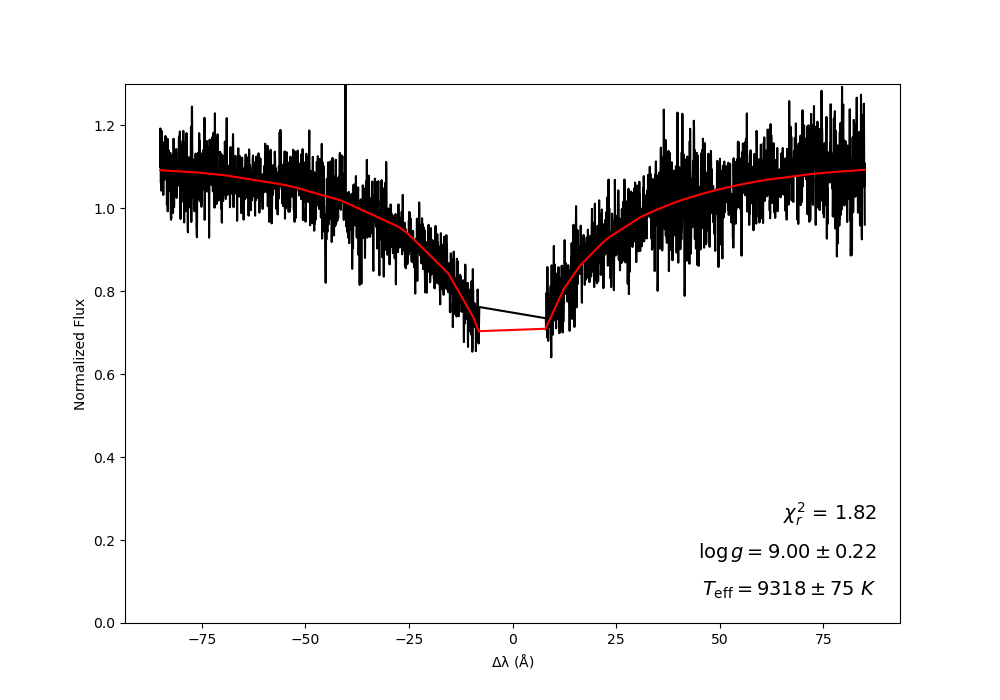 1.2
1.0
0.8
0.6
0.4
0.2
0.0
Normalized Flux
χ²ᵣ = 1.82
log g = 9.00 ± 0.22
T_eff = 9318 ± 75 K
−75 −50 −25 0 25 50 75
Δλ (Å)